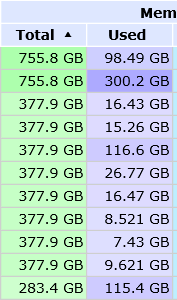 Mem
Total ▲ Used
755.8 GB 98.49 GB
755.8 GB 300.2 GB
377.9 GB 16.43 GB
377.9 GB 15.26 GB
377.9 GB 116.6 GB
377.9 GB 26.77 GB
377.9 GB 16.47 GB
377.9 GB 8.521 GB
377.9 GB 7.43 GB
377.9 GB 9.621 GB
283.4 GB 115.4 GB